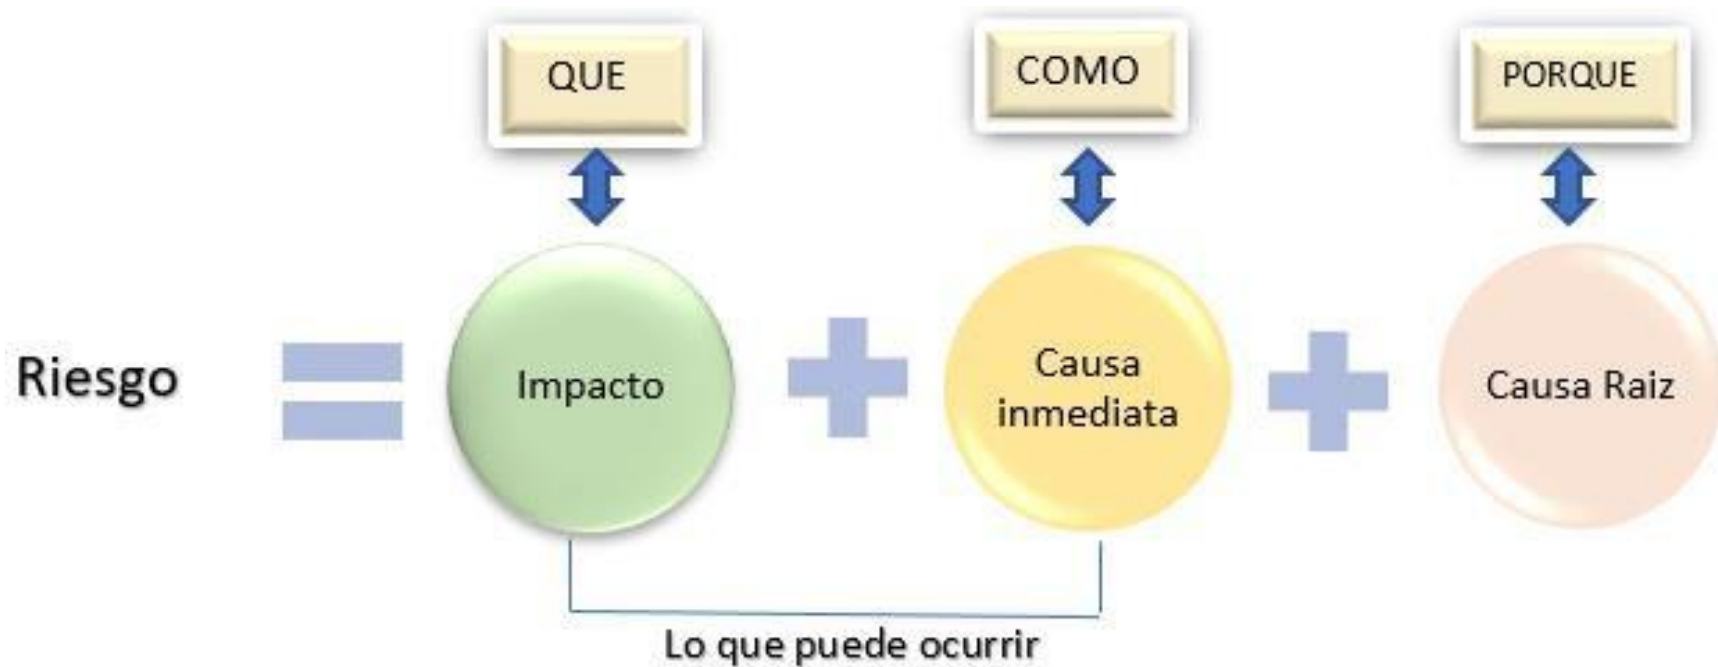 QUE
COMO
PORQUE
Riesgo
Impacto
Causa
inmediata
Causa Raiz
Lo que puede ocurrir